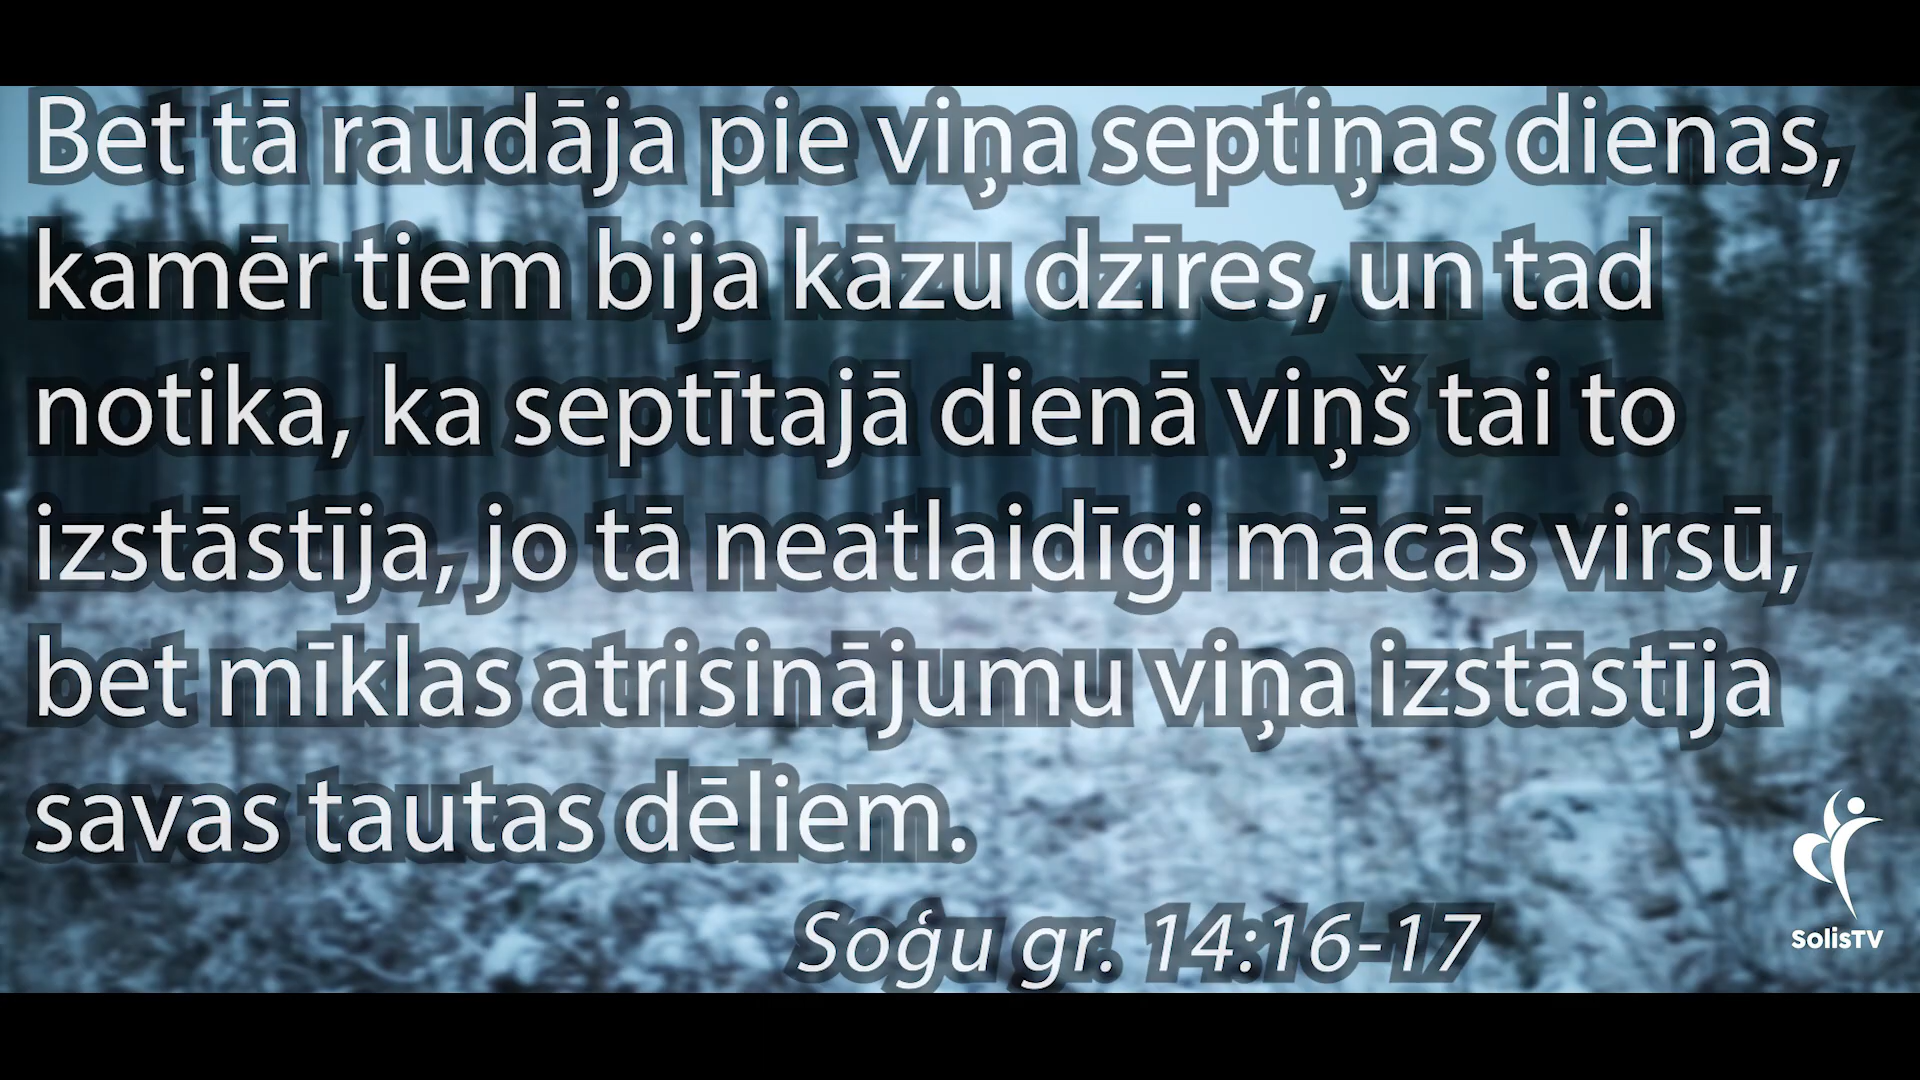 Bet tā raudāja pie viņa septiņas dienas,
kamēr tiem bija kāzu dzīres, un tad
notika, ka septītajā dienā viņš tai to
izstāstīja, jo tā neatlaidīgi mācās virsū,
bet mīklas atrisinājumu viņa izstāstīja
savas tautas dēliem.
Soģu gr. 14:16-17
SolisTV